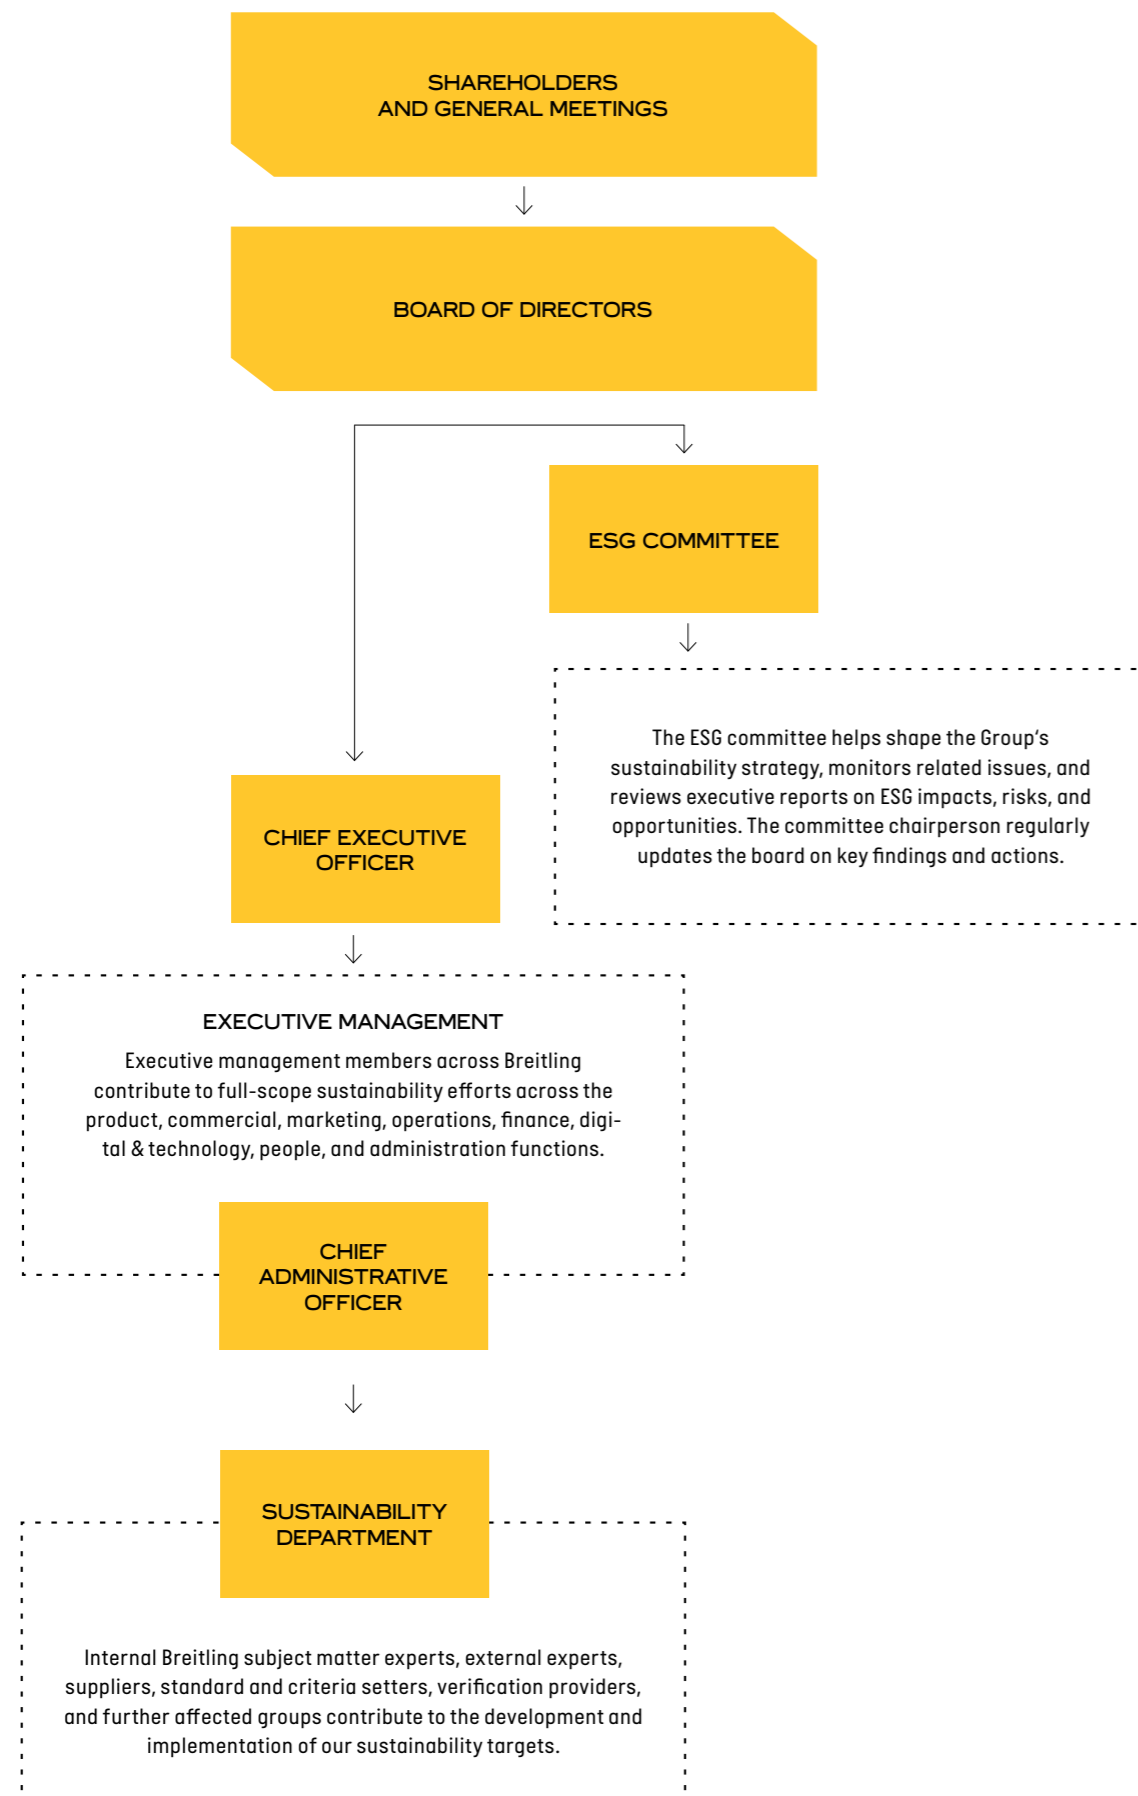 SHAREHOLDERS
AND GENERAL MEETINGS
BOARD OF DIRECTORS
ESG COMMITTEE
The ESG committee helps shape the Group’s
sustainability strategy, monitors related issues, and
reviews executive reports on ESG impacts, risks, and
opportunities. The committee chairperson regularly
updates the board on key findings and actions.
CHIEF EXECUTIVE
OFFICER
EXECUTIVE MANAGEMENT
Executive management members across Breitling
contribute to full-scope sustainability efforts across the
product, commercial, marketing, operations, finance, digi-
tal & technology, people, and administration functions.
CHIEF
ADMINISTRATIVE
OFFICER
SUSTAINABILITY
DEPARTMENT
Internal Breitling subject matter experts, external experts,
suppliers, standard and criteria setters, verification providers,
and further affected groups contribute to the development and
implementation of our sustainability targets.